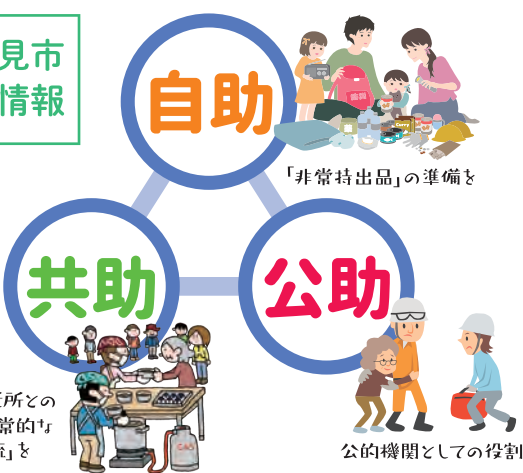 見市
情報
自助
「非常持出品」の準備を
共助
公助
所との
常的な
」を
公的機関としての役割